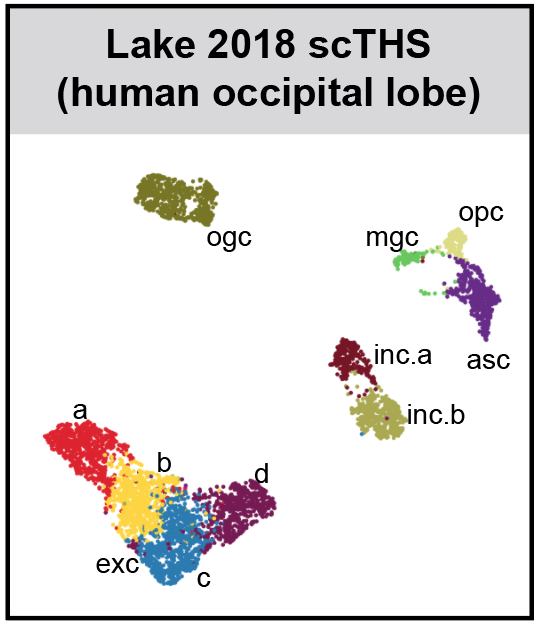 Lake 2018 scTHS
(human occipital lobe)
opc
mgc
ogc
inc.a
asc
inc.b
a
b
d
exc
c